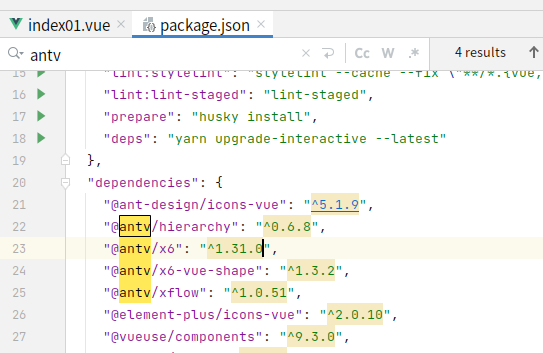 index01.vue package.json
antv Cc W .* 4 results
15 "lint:stylelint": "stylelint --cache --fix \"**/*.{vue,
16 "lint:lint-staged": "lint-staged",
17 "prepare": "husky install",
18 "deps": "yarn upgrade-interactive --latest"
19 },
20 "dependencies": {
21 "@ant-design/icons-vue": "^5.1.9",
22 "@antv/hierarchy": "^0.6.8",
23 "@antv/x6": "^1.31.0",
24 "@antv/x6-vue-shape": "^1.3.2",
25 "@antv/xflow": "^1.0.51",
26 "@element-plus/icons-vue": "^2.0.10",
27 "@vueuse/components": "^9.3.0",